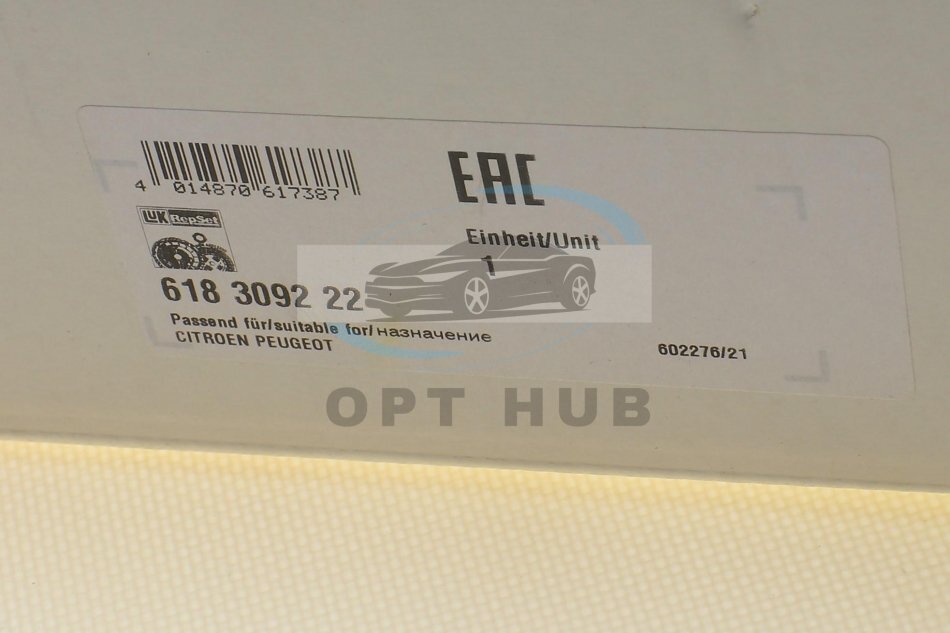 4 014870 617387
EAC
LUK RepSet
Einheit/Unit
1
618 3092 22
Passend für/suitable for/назначение
CITROEN PEUGEOT
602276/21
OPT HUB